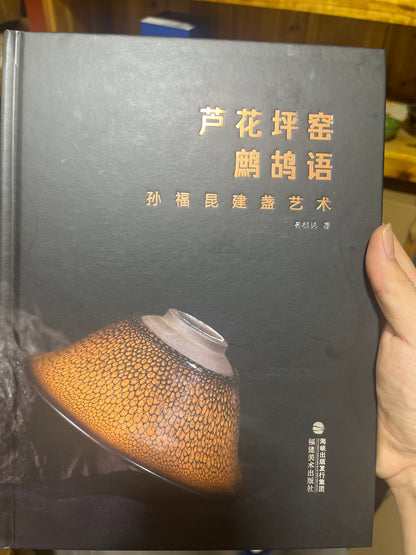 芦花坪窑
鹧鸪语
孙福昆建盏艺术
著
海峡出版发行集团
福建美术出版社